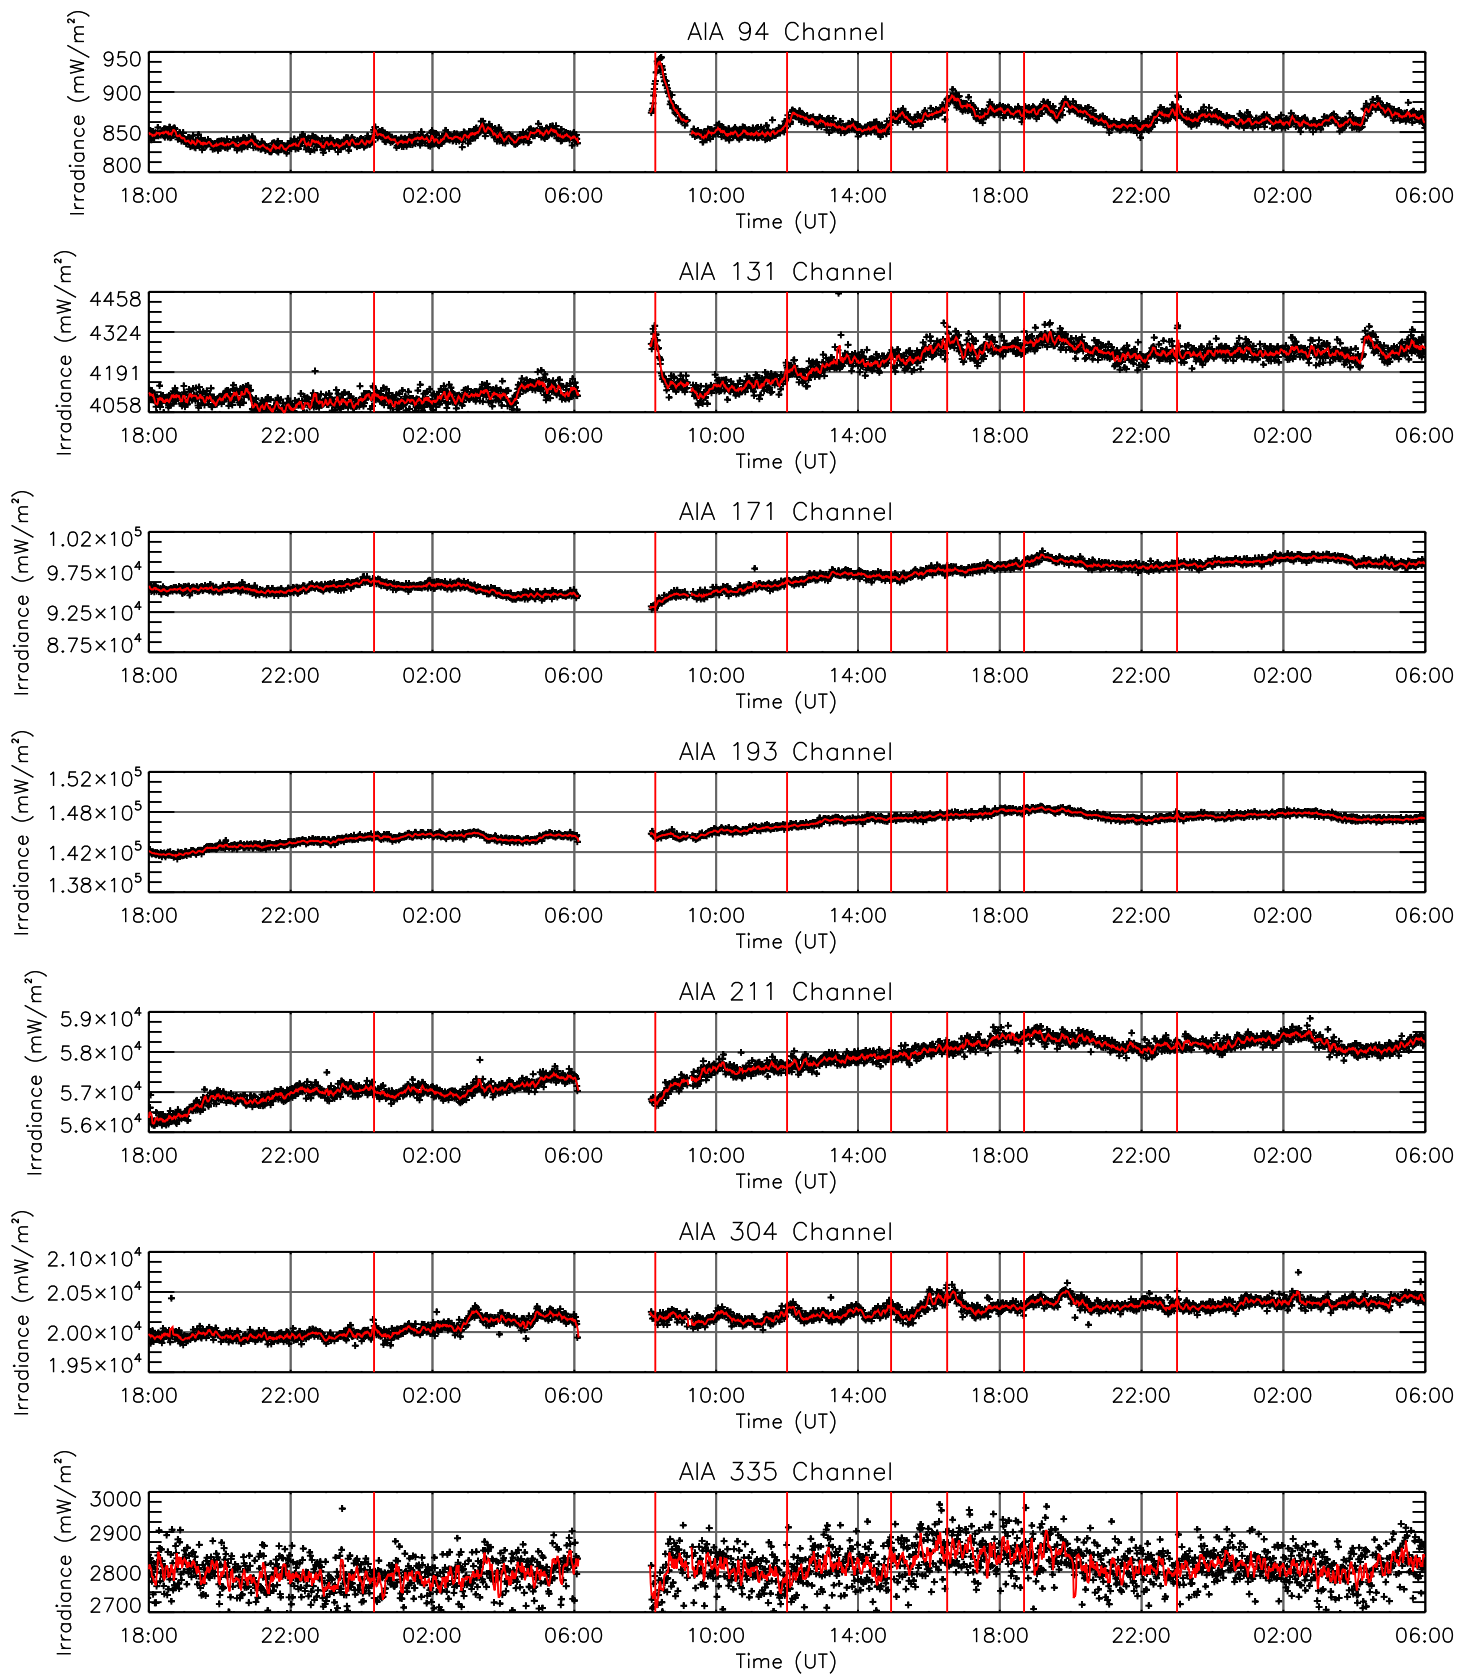 AIA 94 Channel
Irradiance (mW/m²)
950
900
850
800
18:00 22:00 02:00 06:00 10:00 14:00 18:00 22:00 02:00 06:00
Time (UT)
AIA 131 Channel
Irradiance (mW/m²)
4458
4324
4191
4058
18:00 22:00 02:00 06:00 10:00 14:00 18:00 22:00 02:00 06:00
Time (UT)
AIA 171 Channel
Irradiance (mW/m²)
1.02×10⁵
9.75×10⁴
9.25×10⁴
8.75×10⁴
18:00 22:00 02:00 06:00 10:00 14:00 18:00 22:00 02:00 06:00
Time (UT)
AIA 193 Channel
Irradiance (mW/m²)
1.52×10⁵
1.48×10⁵
1.42×10⁵
1.38×10⁵
18:00 22:00 02:00 06:00 10:00 14:00 18:00 22:00 02:00 06:00
Time (UT)
AIA 211 Channel
Irradiance (mW/m²)
5.9×10⁴
5.8×10⁴
5.7×10⁴
5.6×10⁴
18:00 22:00 02:00 06:00 10:00 14:00 18:00 22:00 02:00 06:00
Time (UT)
AIA 304 Channel
Irradiance (mW/m²)
2.10×10⁴
2.05×10⁴
2.00×10⁴
1.95×10⁴
18:00 22:00 02:00 06:00 10:00 14:00 18:00 22:00 02:00 06:00
Time (UT)
AIA 335 Channel
Irradiance (mW/m²)
3000
2900
2800
2700
18:00 22:00 02:00 06:00 10:00 14:00 18:00 22:00 02:00 06:00
Time (UT)